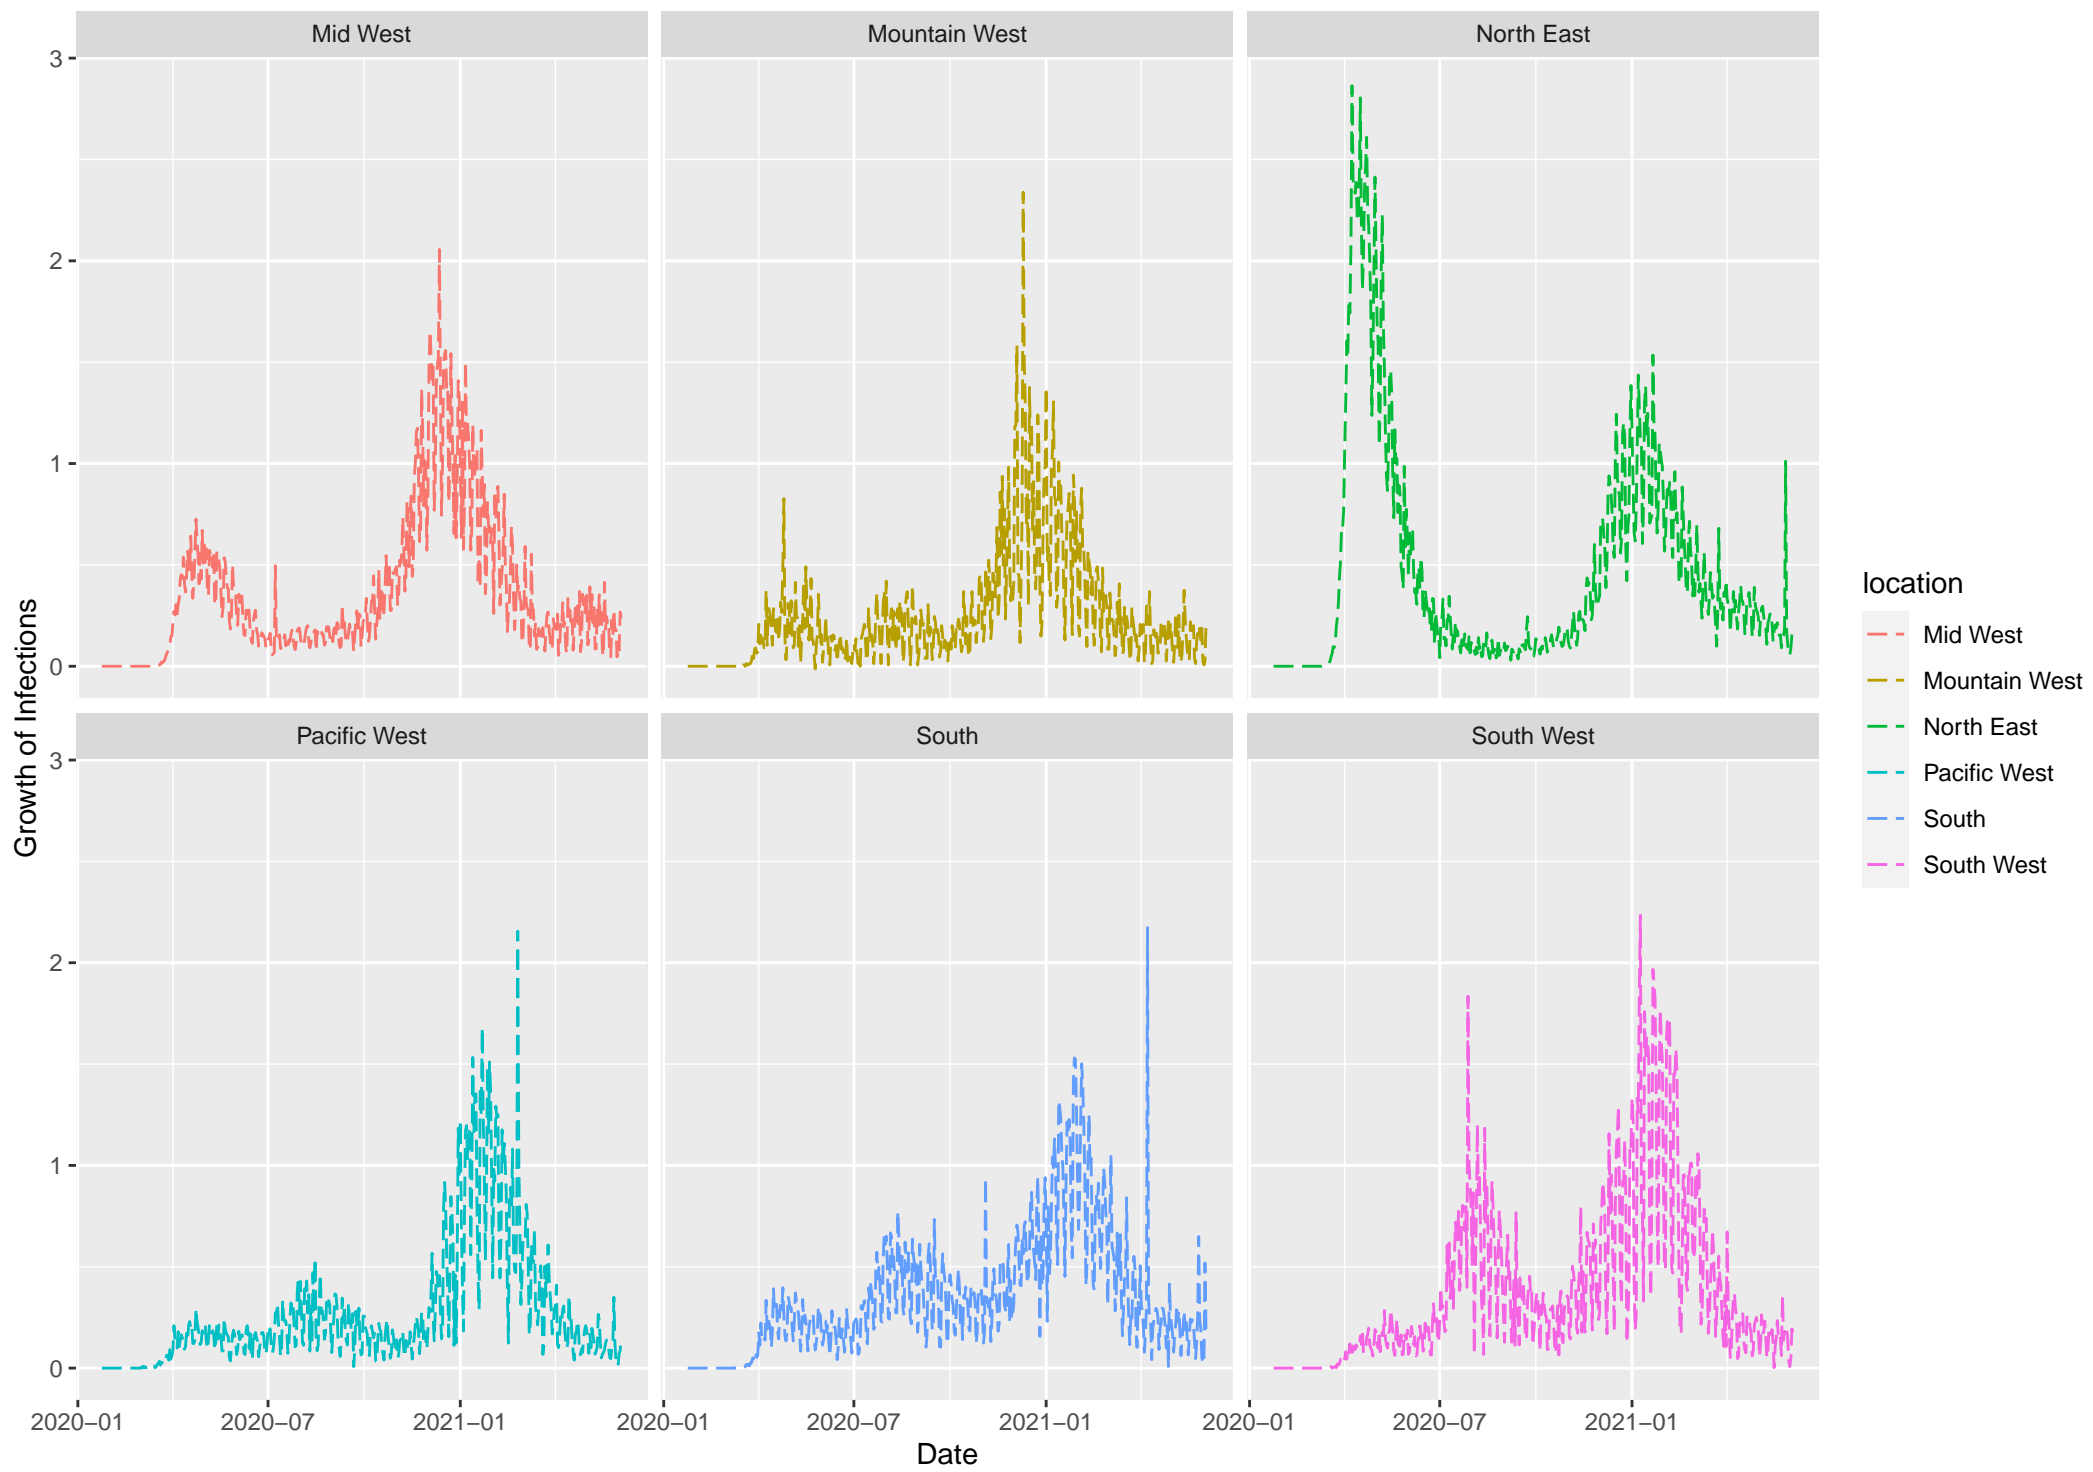 Mid West
Mountain West
North East
3
2
1
0
Pacific West
South
South West
3
2
1
0
2020–01
2020–07
2021–01
2020–01
2020–07
2021–01
2020–01
2020–07
2021–01
Date
Growth of Infections
location
Mid West
Mountain West
North East
Pacific West
South
South West